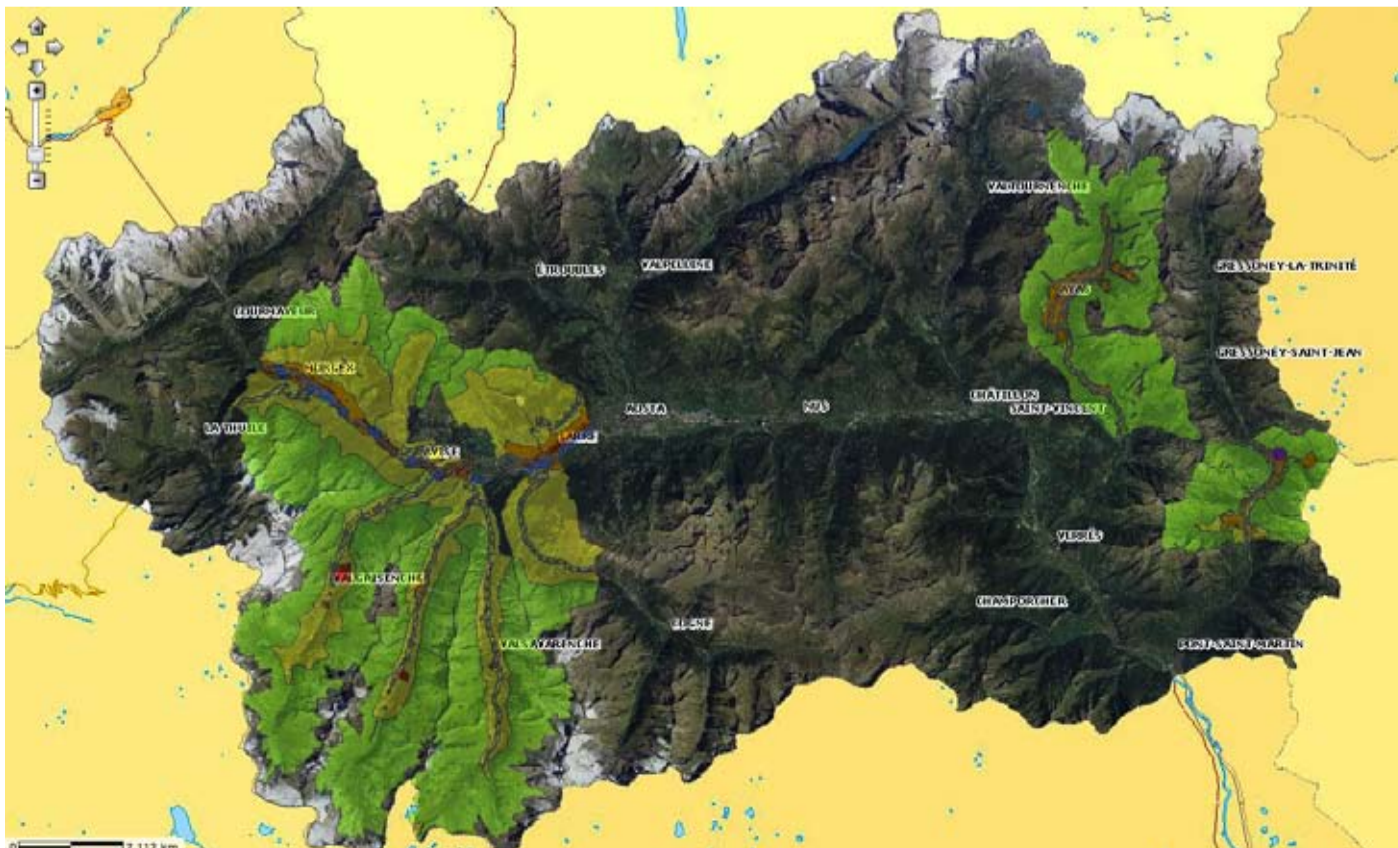 VALTOURNENCHE
ÉTROUBLES
VALPELLINE
GRESSONEY-LA-TRINITÉ
AYAS
COURMAYEUR
GRESSONEY-SAINT-JEAN
MORGEX
CHÂTILLON
AOSTA
NUS
SAINT-VINCENT
LA THUILE
SARRE
AVISE
VERRÈS
VALGRISENCHE
CHAMPORCHER
COGNE
VALSAVARENCHE
PONT-SAINT-MARTIN